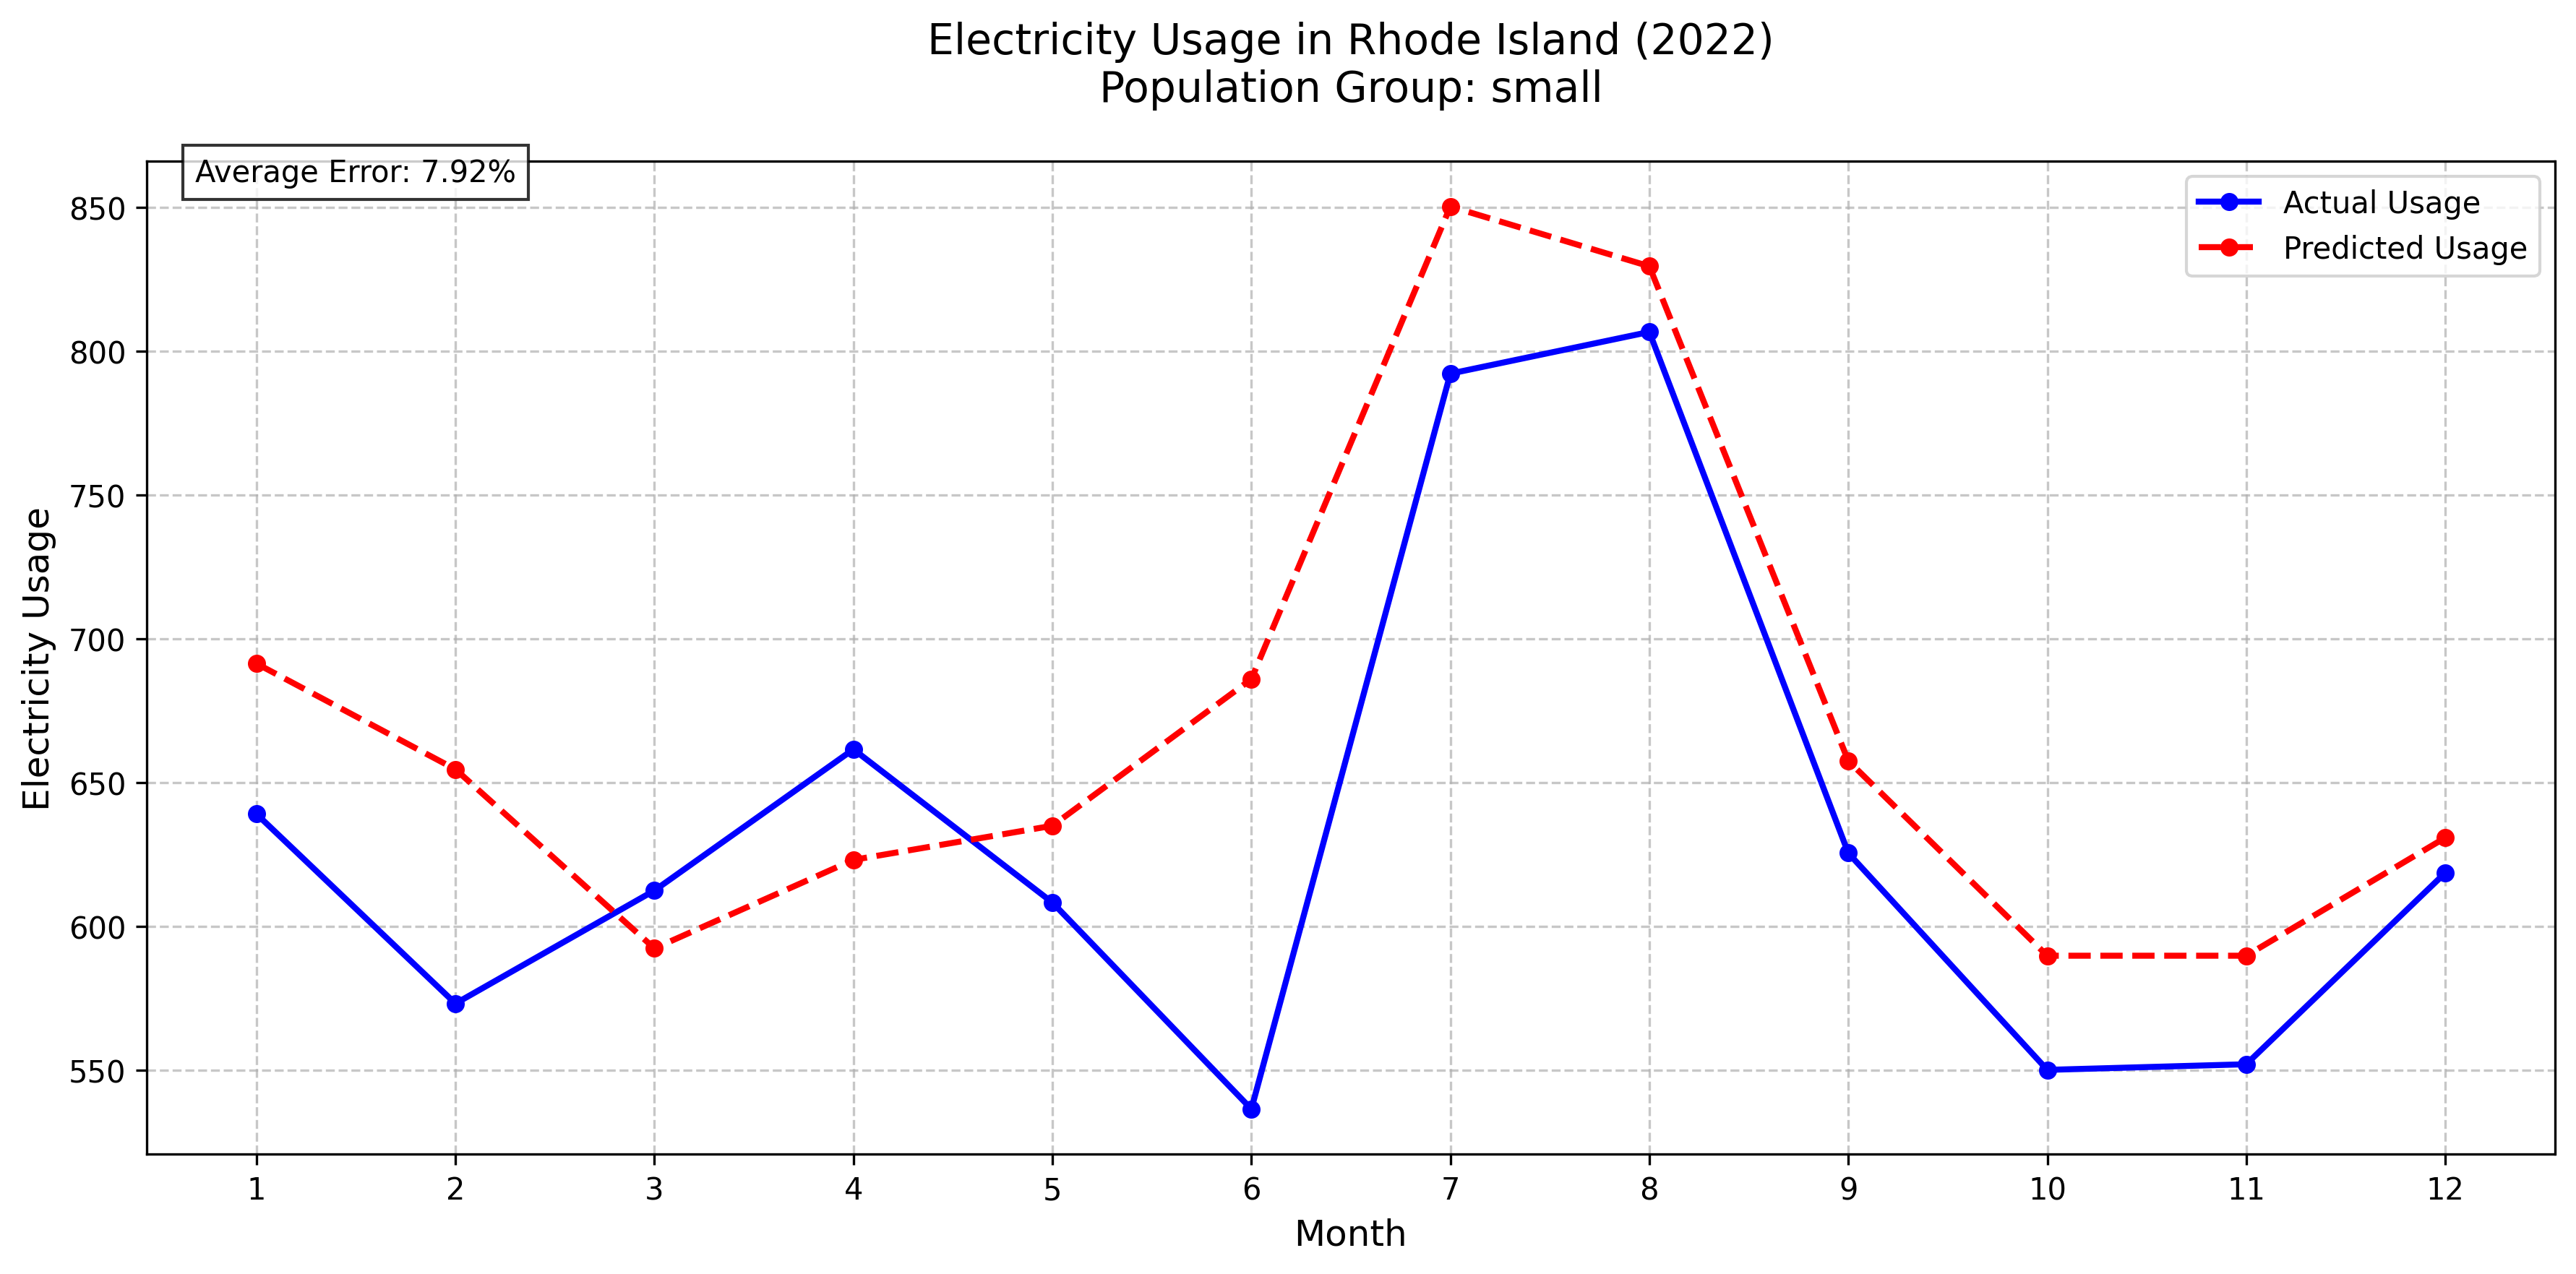 Electricity Usage in Rhode Island (2022)
Population Group: small
Average Error: 7.92%
Actual Usage
Predicted Usage
850
800
750
700
650
600
550
Electricity Usage
1 2 3 4 5 6 7 8 9 10 11 12
Month